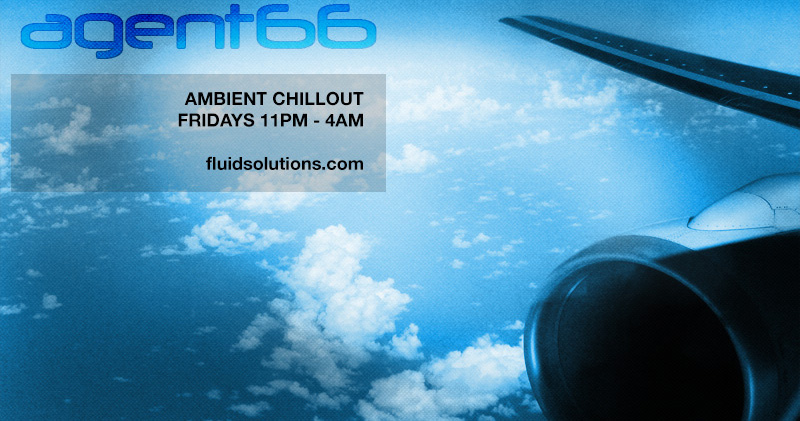 agent66
AMBIENT CHILLOUT
FRIDAYS 11PM - 4AM
fluidsolutions.com